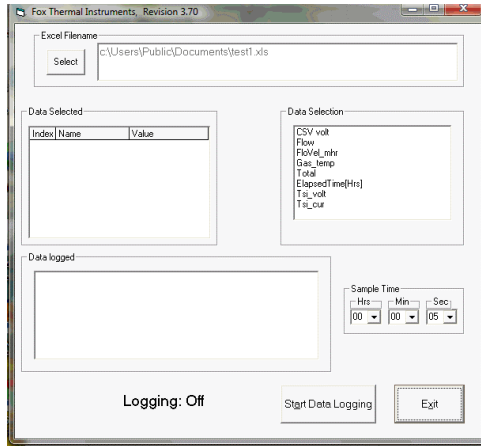 Fox Thermal Instruments, Revision 3.70
Excel Filename
Select
c:\Users\Public\Documents\test1.xls
Data Selected
Index Name Value
Data Selection
CSV volt
Flow
FloVel_mhr
Gas_temp
Total
ElapsedTime[Hrs]
Tsi_volt
Tsi_cur
Data logged
Sample Time
Hrs Min Sec
00 00 05
Logging: Off
Start Data Logging
Exit